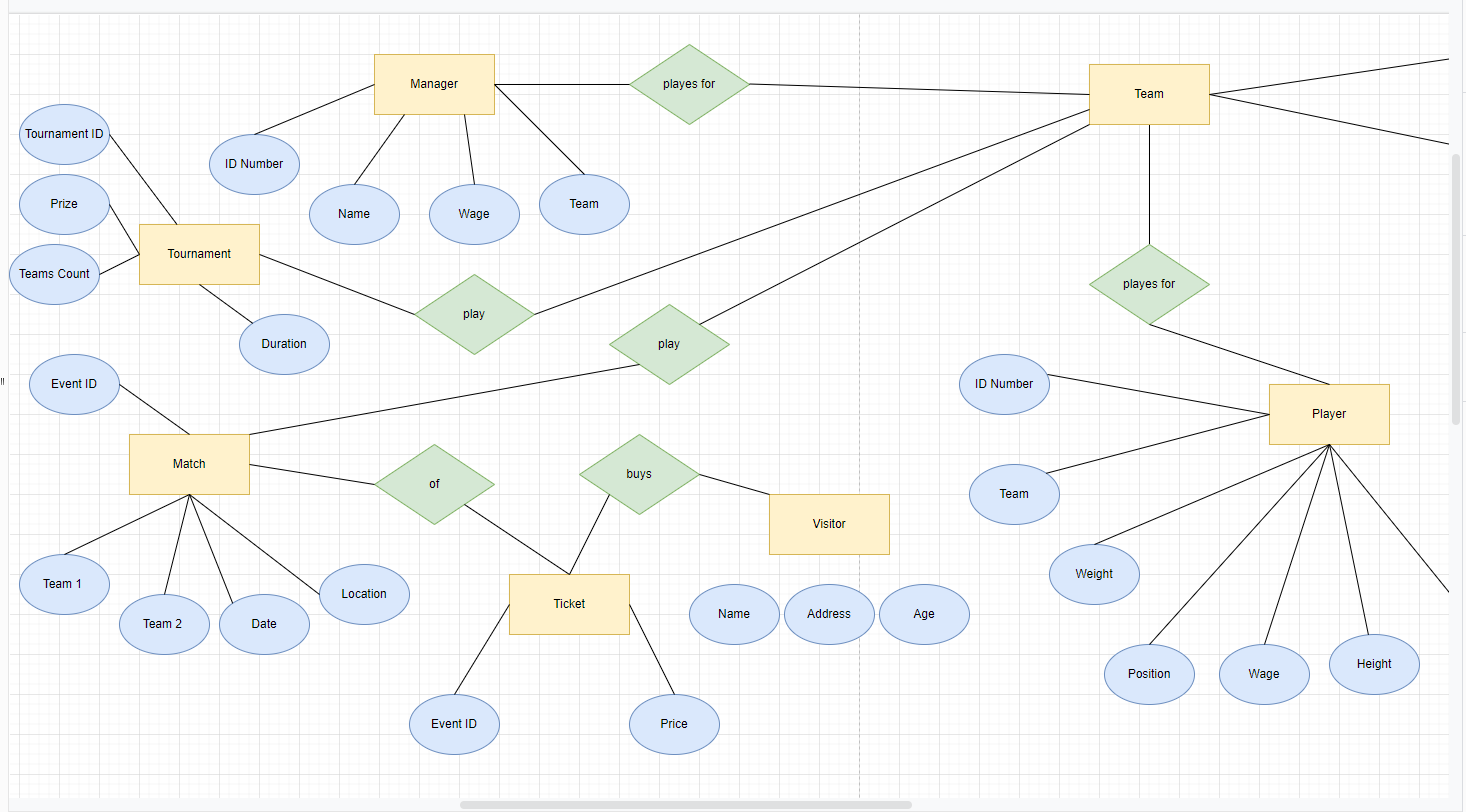 Manager
playes for
Team
Tournament ID
ID Number
Prize
Name
Wage
Team
Tournament
Teams Count
play
playes for
Duration
play
Event ID
ID Number
Player
Match
of
buys
Team
Visitor
Team 1
Location
Weight
Team 2
Date
Ticket
Name
Address
Age
Position
Wage
Height
Event ID
Price